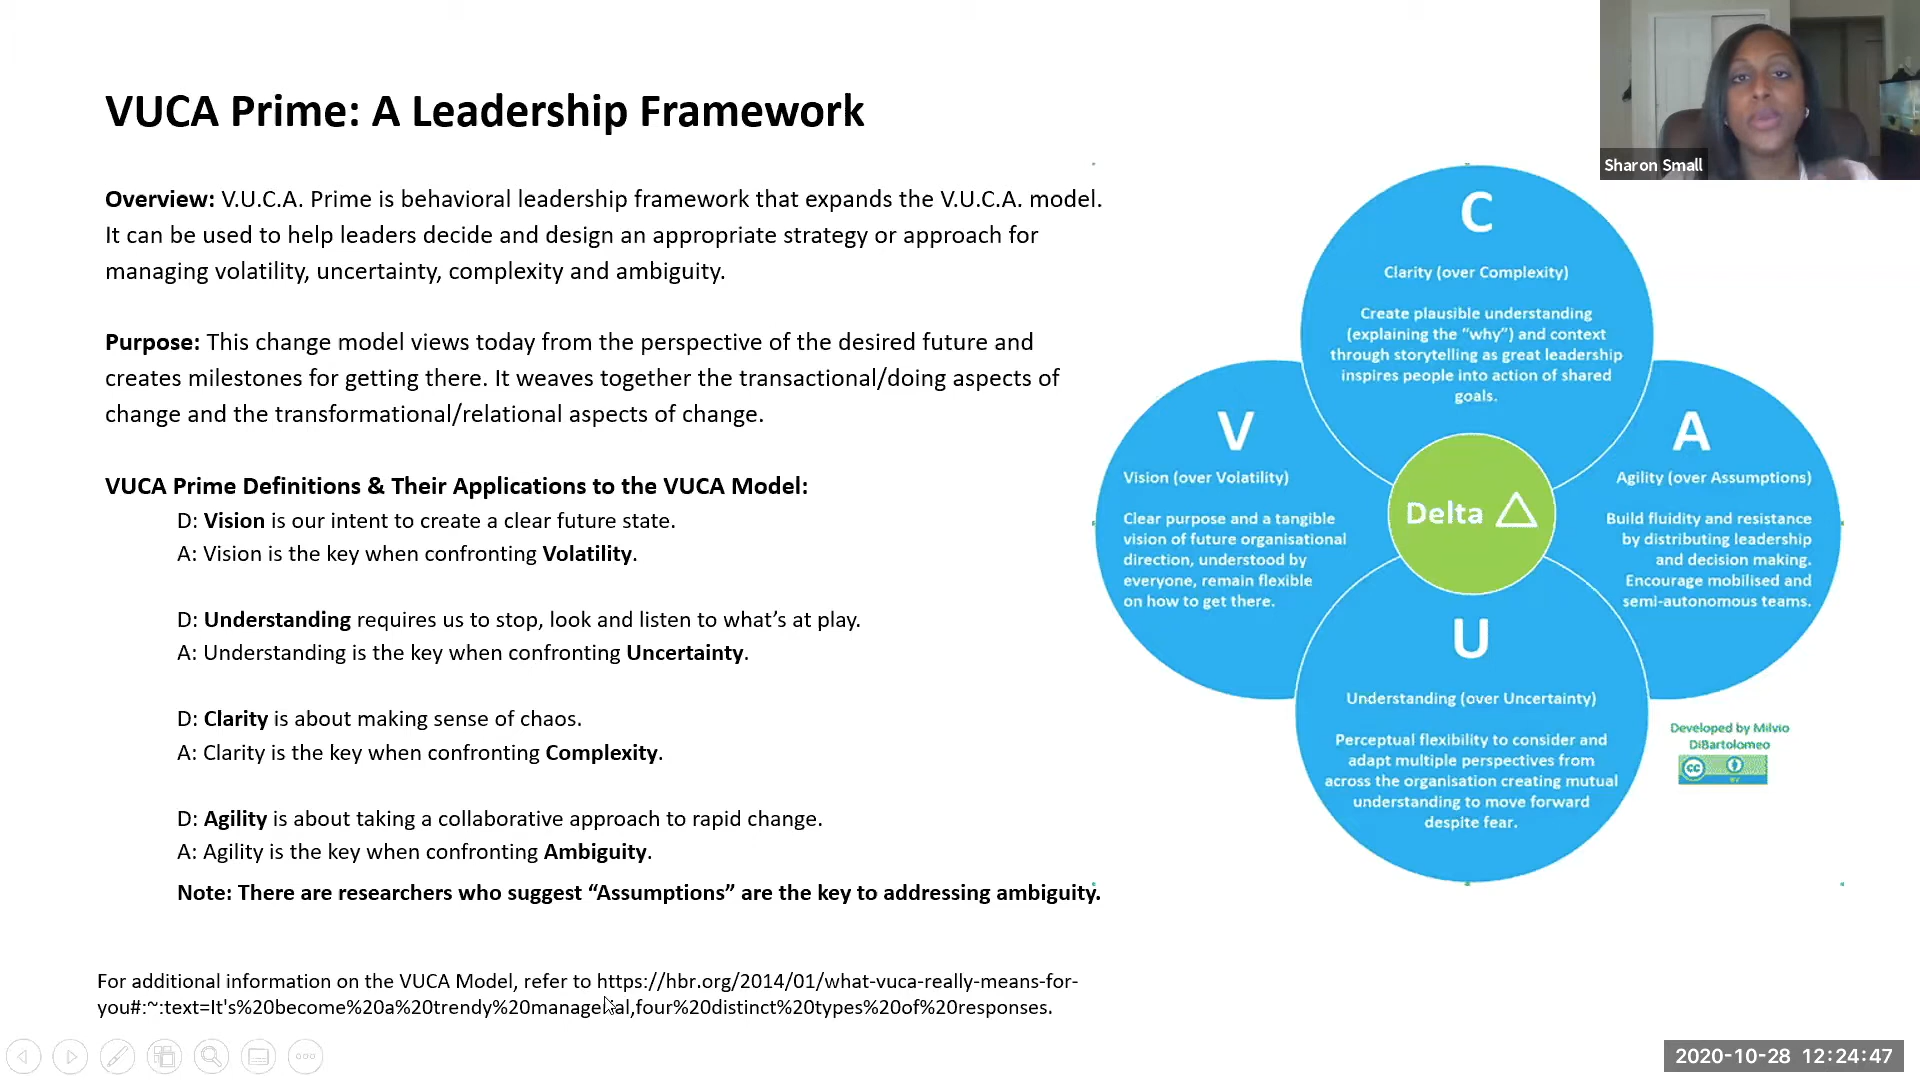 VUCA Prime: A Leadership Framework
Overview: V.U.C.A. Prime is behavioral leadership framework that expands the V.U.C.A. model.
It can be used to help leaders decide and design an appropriate strategy or approach for
managing volatility, uncertainty, complexity and ambiguity.
Purpose: This change model views today from the perspective of the desired future and
creates milestones for getting there. It weaves together the transactional/doing aspects of
change and the transformational/relational aspects of change.
VUCA Prime Definitions & Their Applications to the VUCA Model:
D: Vision is our intent to create a clear future state.
A: Vision is the key when confronting Volatility.
D: Understanding requires us to stop, look and listen to what’s at play.
A: Understanding is the key when confronting Uncertainty.
D: Clarity is about making sense of chaos.
A: Clarity is the key when confronting Complexity.
D: Agility is about taking a collaborative approach to rapid change.
A: Agility is the key when confronting Ambiguity.
Note: There are researchers who suggest “Assumptions” are the key to addressing ambiguity.
For additional information on the VUCA Model, refer to https://hbr.org/2014/01/what-vuca-really-means-for-
you#:~:text=It's%20become%20a%20trendy%20managerial,four%20distinct%20types%20of%20responses.
C
Clarity (over Complexity)
Create plausible understanding
(explaining the “why”) and context
through storytelling as great leadership
inspires people into action of shared
goals.
V
Vision (over Volatility)
Clear purpose and a tangible
vision of future organisational
direction, understood by
everyone, remain flexible
on how to get there.
Delta
A
Agility (over Assumptions)
Build fluidity and resistance
by distributing leadership
and decision making.
Encourage mobilised and
semi-autonomous teams.
U
Understanding (over Uncertainty)
Perceptual flexibility to consider and
adapt multiple perspectives from
across the organisation creating mutual
understanding to move forward
despite fear.
Developed by Milvio
DiBartolomeo
cc
BY
Sharon Small
2020-10-28 12:24:47